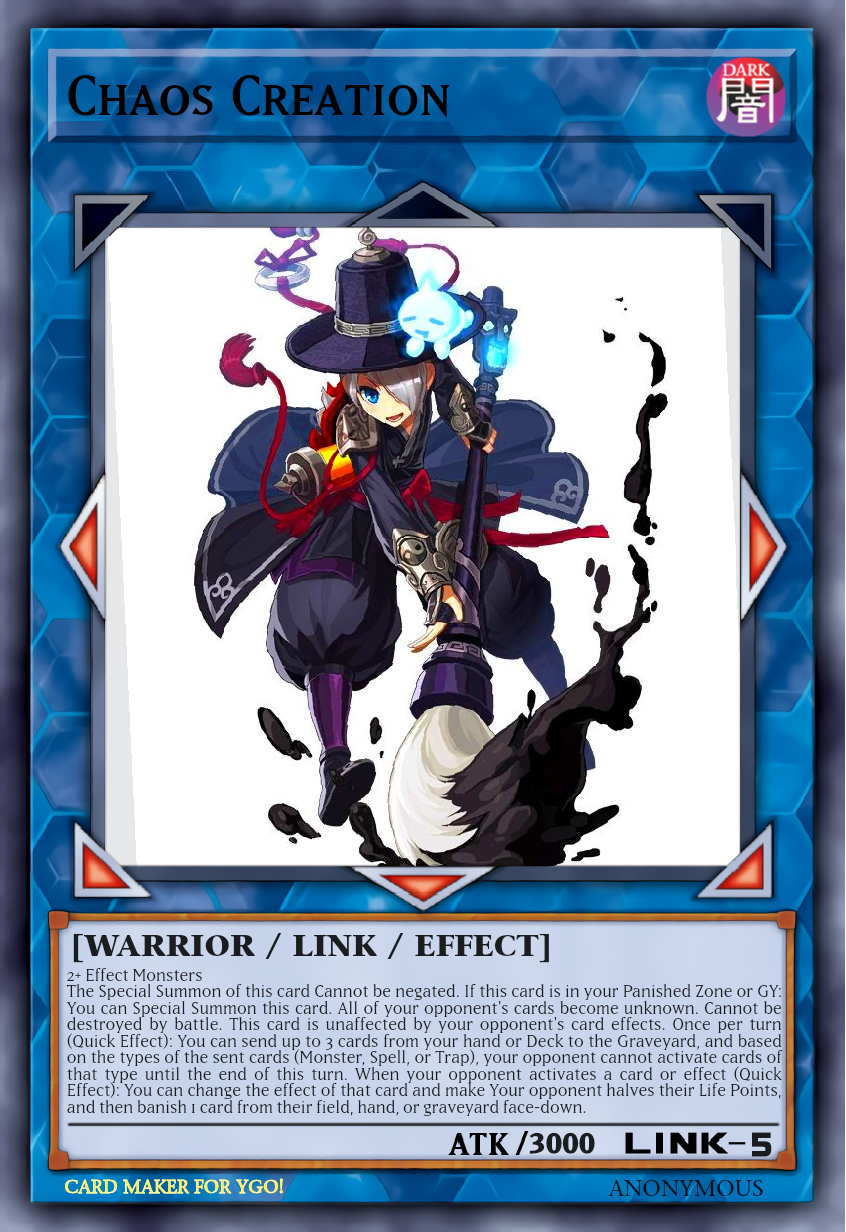 Chaos Creation
DARK
闇
[WARRIOR / LINK / EFFECT]
2+ Effect Monsters
The Special Summon of this card Cannot be negated. If this card is in your Panished Zone or GY:
You can Special Summon this card. All of your opponent's cards become unknown. Cannot be
destroyed by battle. This card is unaffected by your opponent's card effects. Once per turn
(Quick Effect): You can send up to 3 cards from your hand or Deck to the Graveyard, and based
on the types of the sent cards (Monster, Spell, or Trap), your opponent cannot activate cards of
that type until the end of this turn. When your opponent activates a card or effect (Quick
Effect): You can change the effect of that card and make Your opponent halves their Life Points,
and then banish 1 card from their field, hand, or graveyard face-down.
ATK /3000 LINK-5
CARD MAKER FOR YGO! ANONYMOUS